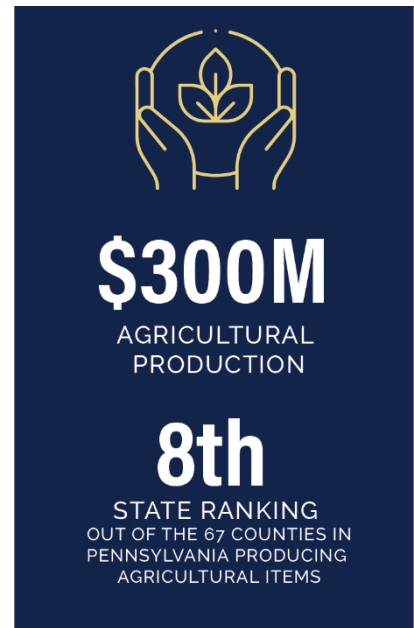 $300M
AGRICULTURAL
PRODUCTION
8th
STATE RANKING
OUT OF THE 67 COUNTIES IN
PENNSYLVANIA PRODUCING
AGRICULTURAL ITEMS